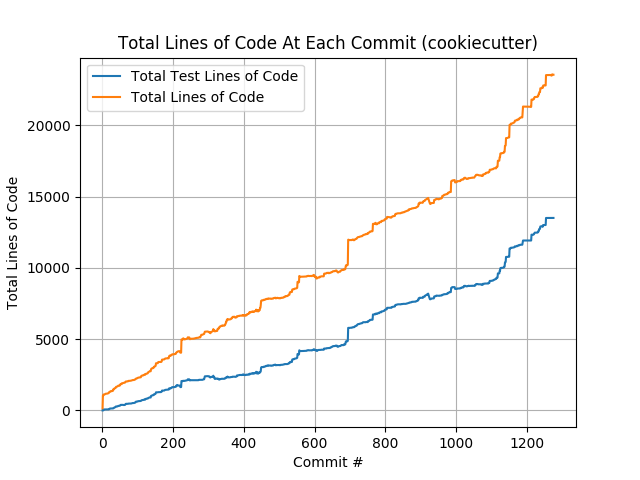 Total Lines of Code At Each Commit (cookiecutter)
Total Test Lines of Code
Total Lines of Code
Total Lines of Code
20000
15000
10000
5000
0
0 200 400 600 800 1000 1200
Commit #